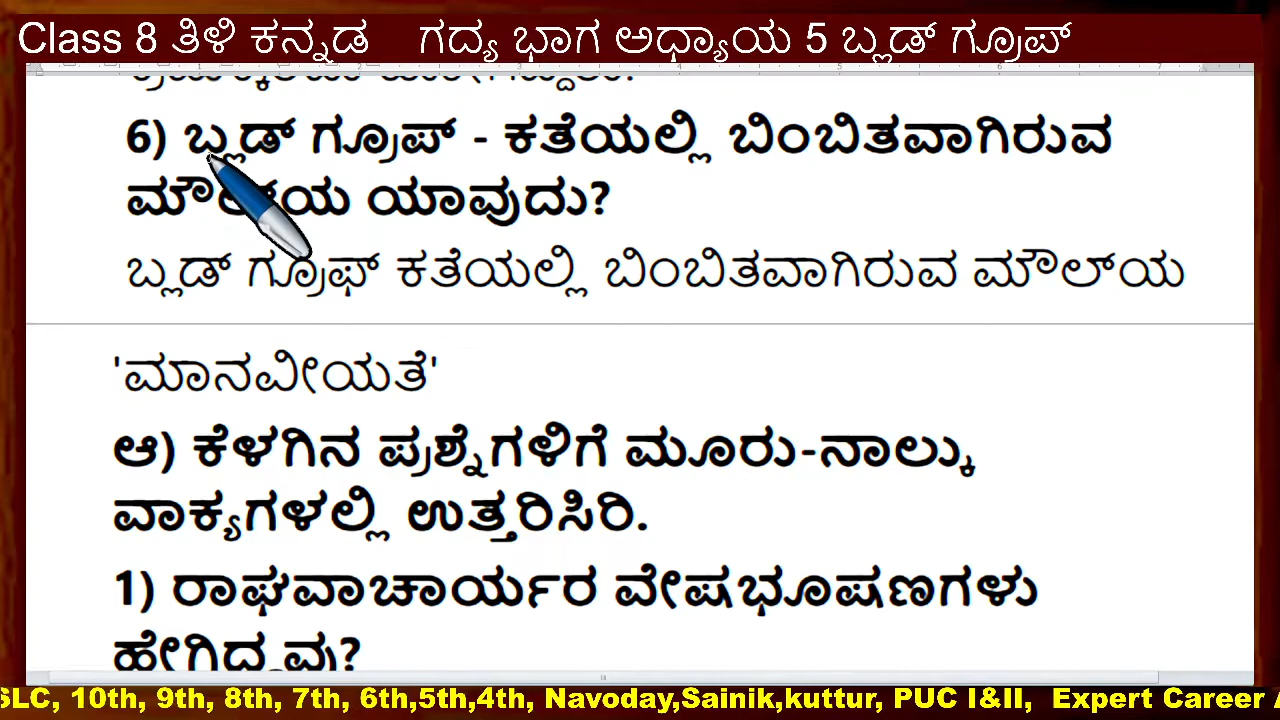 Class 8 ತಿಳಿ ಕನ್ನಡ ಗದ್ಯ ಭಾಗ ಅಧ್ಯಾಯ 5 ಬ್ಲಡ್ ಗ್ರೂಪ್
6) ಬ್ಲಡ್ ಗ್ರೂಪ್ - ಕತೆಯಲ್ಲಿ ಬಿಂಬಿತವಾಗಿರುವ
ಮೌಲ್‌ಯ ಯಾವುದು?
ಬ್ಲಡ್ ಗ್ರೂಫ್ ಕತೆಯಲ್ಲಿ ಬಿಂಬಿತವಾಗಿರುವ ಮೌಲ್‌ಯ
'ಮಾನವೀಯತೆ'
ಆ) ಕೆಳಗಿನ ಪ್ರಶ್ನೆಗಳಿಗೆ ಮೂರು-ನಾಲ್ಕು
ವಾಕ್ಯಗಳಲ್ಲಿ ಉತ್ತರಿಸಿರಿ.
1) ರಾಘವಾಚಾರ್ಯರ ವೇಷಭೂಷಣಗಳು
ಹೇಗಿದ್ದವು?
SLC, 10th, 9th, 8th, 7th, 6th,5th,4th, Navoday,Sainik,kuttur, PUC I&II, Expert Career